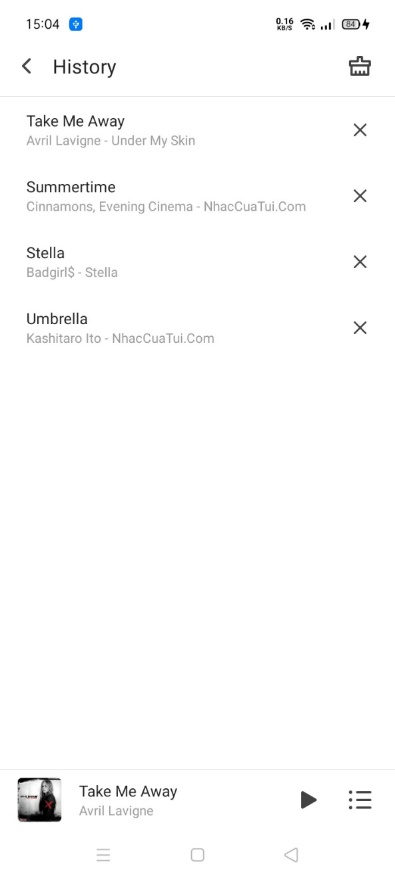 15:04
0.16
KB/S
84
History
Take Me Away
Avril Lavigne - Under My Skin
Summertime
Cinnamons, Evening Cinema - NhacCuaTui.Com
Stella
Badgirl$ - Stella
Umbrella
Kashitaro Ito - NhacCuaTui.Com
Take Me Away
Avril Lavigne